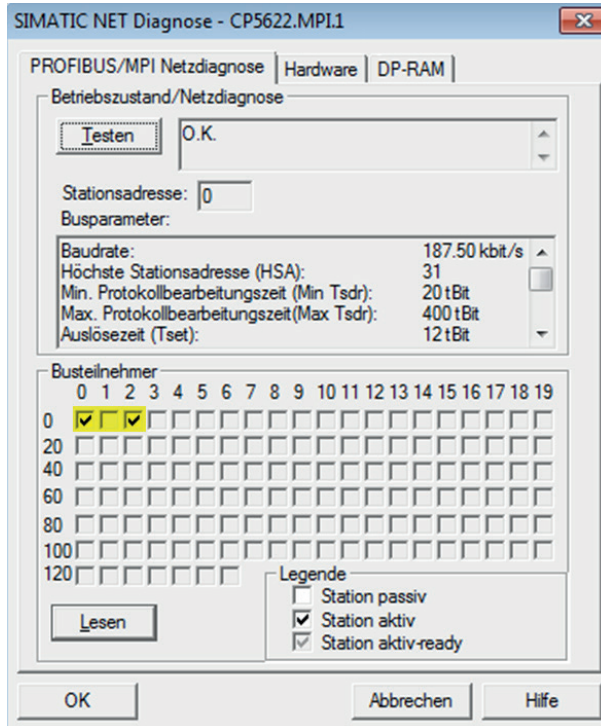 SIMATIC NET Diagnose - CP5622.MPI.1
PROFIBUS/MPI Netzdiagnose Hardware DP-RAM
Betriebszustand/Netzdiagnose
Testen O.K.
Stationsadresse: 0
Busparameter:
Baudrate: 187.50 kbit/s
Höchste Stationsadresse (HSA): 31
Min. Protokollbearbeitungszeit (Min Tsdr): 20 tBit
Max. Protokollbearbeitungszeit(Max Tsdr): 400 tBit
Auslösezeit (Tset): 12 tBit
Busteilnehmer
0 1 2 3 4 5 6 7 8 9 10 11 12 13 14 15 16 17 18 19
0
20
40
60
80
100
120
Legende
Station passiv
Lesen Station aktiv
Station aktiv-ready
OK Abbrechen Hilfe